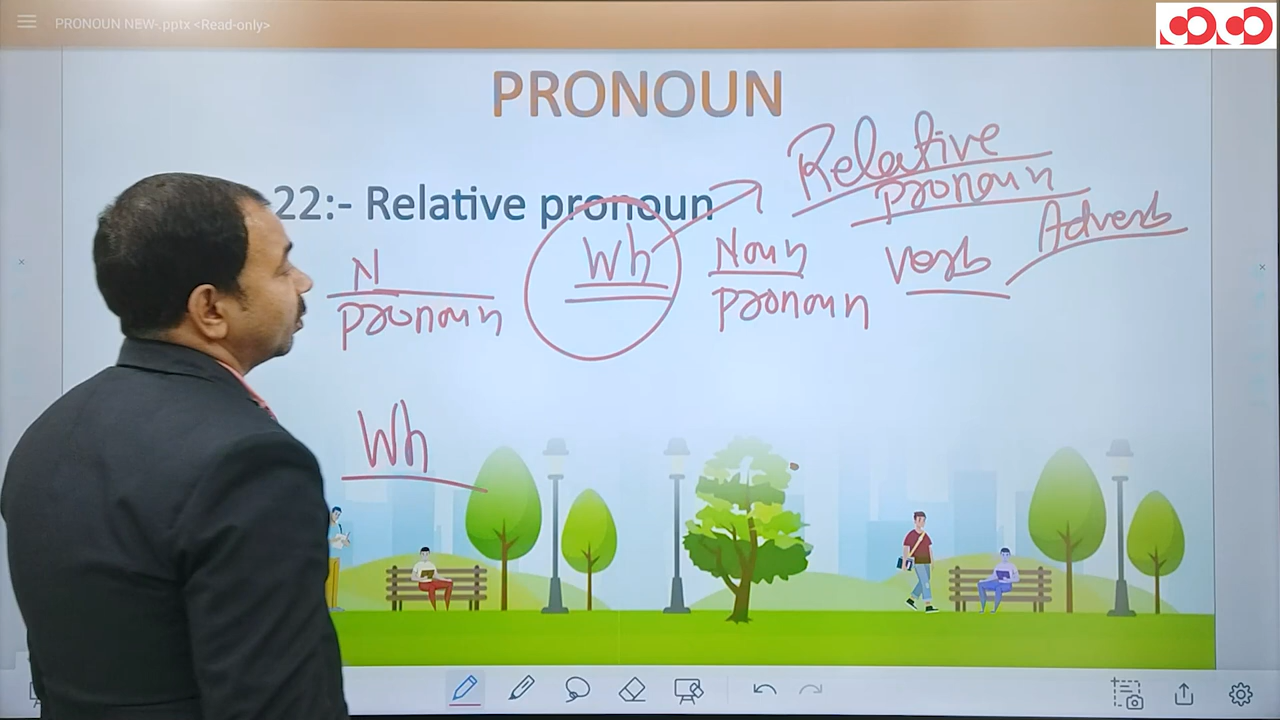 PRONOUN NEW-.pptx <Read-only>
PRONOUN
22:- Relative pronoun
Relative
pronoun
N
pronoun
Wh
Noun
pronoun
Verb
Adverb
Wh